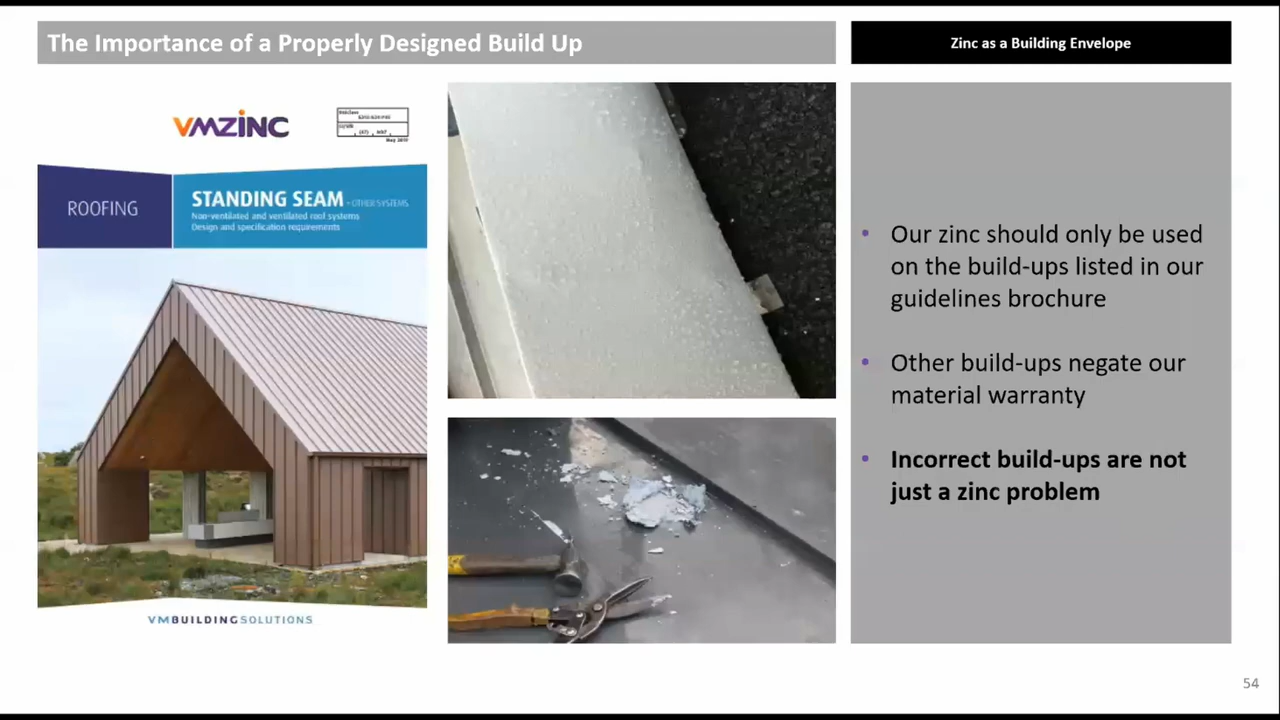 The Importance of a Properly Designed Build Up
Zinc as a Building Envelope
VMZINC
ROOFING
STANDING SEAM - OTHER SYSTEMS
Non-ventilated and ventilated roof systems
Design and specification requirements
VMBUILDINGSOLUTIONS
• Our zinc should only be used
on the build-ups listed in our
guidelines brochure
• Other build-ups negate our
material warranty
• Incorrect build-ups are not
just a zinc problem
54